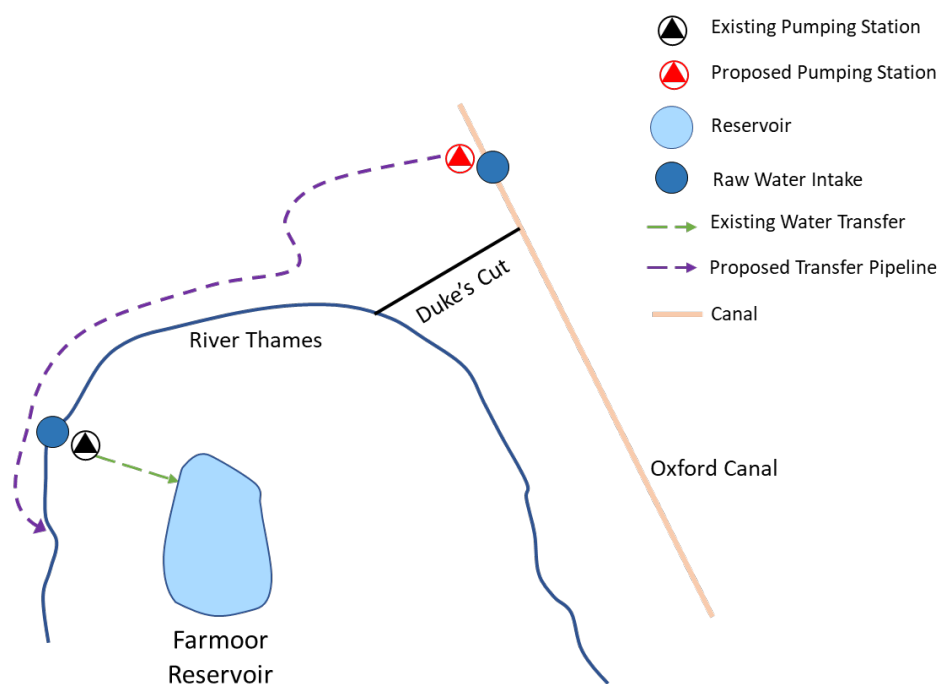 Existing Pumping Station
Proposed Pumping Station
Reservoir
Raw Water Intake
Existing Water Transfer
Proposed Transfer Pipeline
Canal
Duke's Cut
River Thames
Oxford Canal
Farmoor
Reservoir